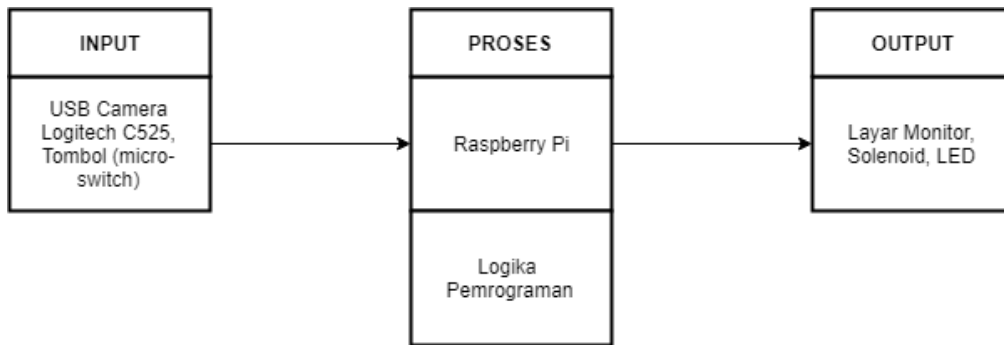 INPUT
USB Camera
Logitech C525,
Tombol (micro-
switch)
PROSES
Raspberry Pi
Logika
Pemrograman
OUTPUT
Layar Monitor,
Solenoid, LED